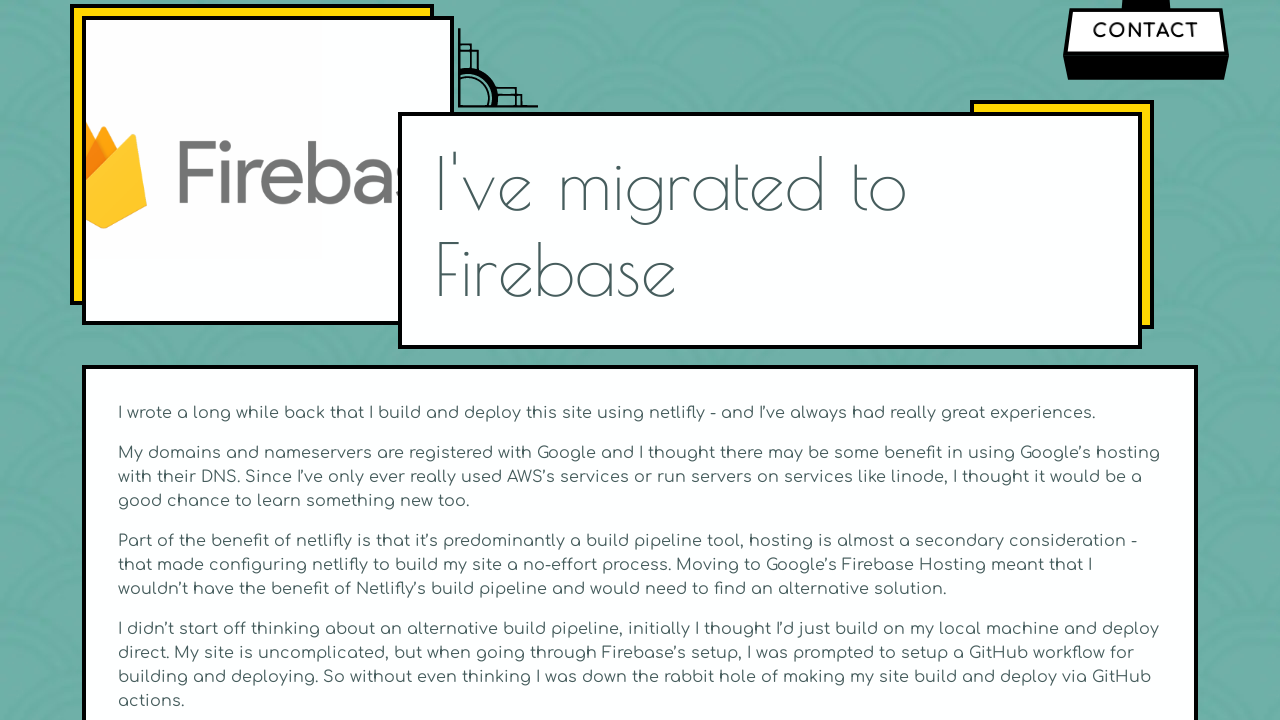 CONTACT
Fireba
I've migrated to
Firebase
I wrote a long while back that I build and deploy this site using netlifly - and I’ve always had really great experiences.
My domains and nameservers are registered with Google and I thought there may be some benefit in using Google’s hosting
with their DNS. Since I’ve only ever really used AWS’s services or run servers on services like linode, I thought it would be a
good chance to learn something new too.
Part of the benefit of netlifly is that it’s predominantly a build pipeline tool, hosting is almost a secondary consideration -
that made configuring netlifly to build my site a no-effort process. Moving to Google’s Firebase Hosting meant that I
wouldn’t have the benefit of Netlifly’s build pipeline and would need to find an alternative solution.
I didn’t start off thinking about an alternative build pipeline, initially I thought I’d just build on my local machine and deploy
direct. My site is uncomplicated, but when going through Firebase’s setup, I was prompted to setup a GitHub workflow for
building and deploying. So without even thinking I was down the rabbit hole of making my site build and deploy via GitHub
actions.